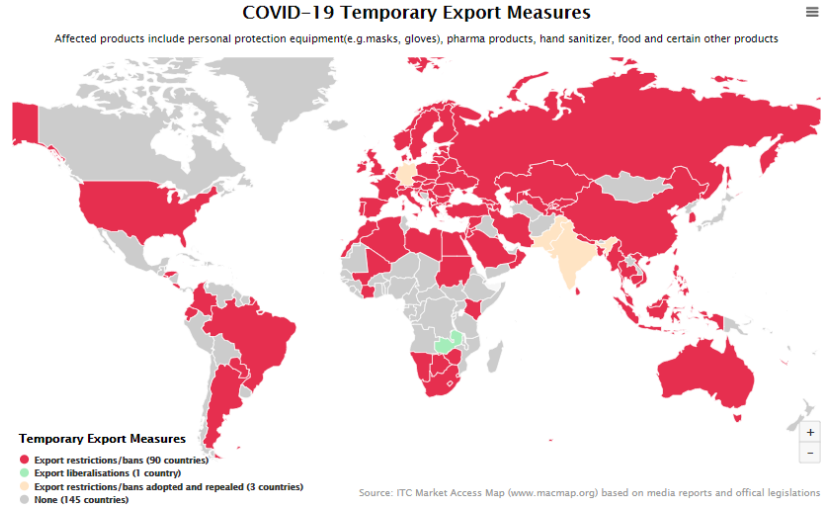 COVID-19 Temporary Export Measures
Affected products include personal protection equipment(e.g.masks, gloves), pharma products, hand sanitizer, food and certain other products
Temporary Export Measures
Export restrictions/bans (90 countries)
Export liberalisations (1 country)
Export restrictions/bans adopted and repealed (3 countries)
None (145 countries)
+
-
Source: ITC Market Access Map (www.macmap.org) based on media reports and offical legislations